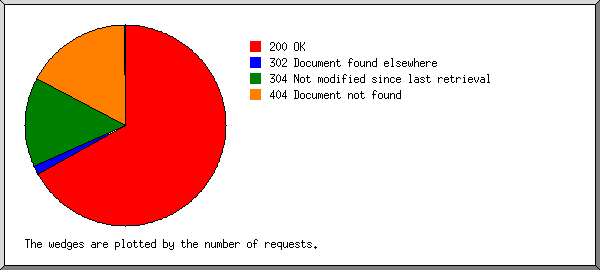 200 OK
302 Document found elsewhere
304 Not modified since last retrieval
404 Document not found
The wedges are plotted by the number of requests.